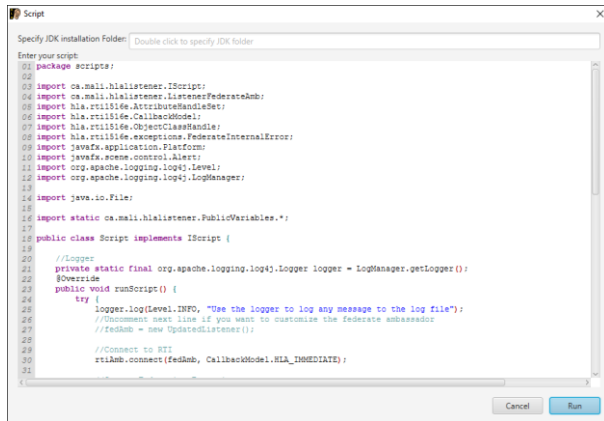 Script
Specify JDK installation Folder: Double click to specify JDK folder
Enter your script:
01 package scripts;
02
03 import ca.mali.hlalistener.IScript;
04 import ca.mali.hlalistener.ListenerFederateAmb;
05 import hla.rti1516e.AttributeHandleSet;
06 import hla.rti1516e.CallbackModel;
07 import hla.rti1516e.ObjectClassHandle;
08 import hla.rti1516e.exceptions.FederateInternalError;
09 import javafx.application.Platform;
10 import javafx.scene.control.Alert;
11 import org.apache.logging.log4j.Level;
12 import org.apache.logging.log4j.LogManager;
13
14 import java.io.File;
15
16 import static ca.mali.hlalistener.PublicVariables.*;
17
18 public class Script implements IScript {
19
20 //Logger
21 private static final org.apache.logging.log4j.Logger logger = LogManager.getLogger();
22 @Override
23 public void runScript() {
24 try {
25 logger.log(Level.INFO, "Use the logger to log any message to the log file");
26 //Uncomment next line if you want to customize the federate ambassador
27 //fedAmb = new UpdatedListener();
28
29 //Connect to RTI
30 rtiAmb.connect(fedAmb, CallbackModel.HLA_IMMEDIATE);
31
Cancel Run